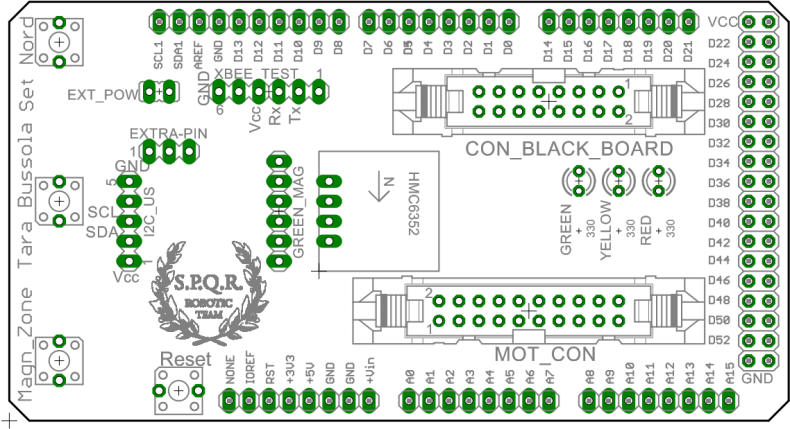 SCL1 SDA1 AREF GND D13 D12 D11 D10 D9 D8
D7 D6 D5 D4 D3 D2 D1 D0
D14 D15 D16 D17 D18 D19 D20 D21
VCC
D22
D24
D26
D28
D30
D32
D34
D36
D38
D40
D42
D44
D46
D48
D50
D52
GND
Set Nord
Tara Bussola
Magn_Zone
EXT_POW
XBEE_TEST
GND 6 Vcc Rx Tx 1
EXTRA-PIN
1
GND
5
SCL
SDA
I2C_US
Vcc 1
GREEN_MAG
N
HMC6352
1
2
CON_BLACK_BOARD
GREEN 330
YELLOW 330
RED 330
S.P.Q.R.
ROBOTIC
TEAM
2
1
MOT_CON
Reset
NONE IOREF RST +3V3 +5V GND GND +Vin
A0 A1 A2 A3 A4 A5 A6 A7
A8 A9 A10 A11 A12 A13 A14 A15